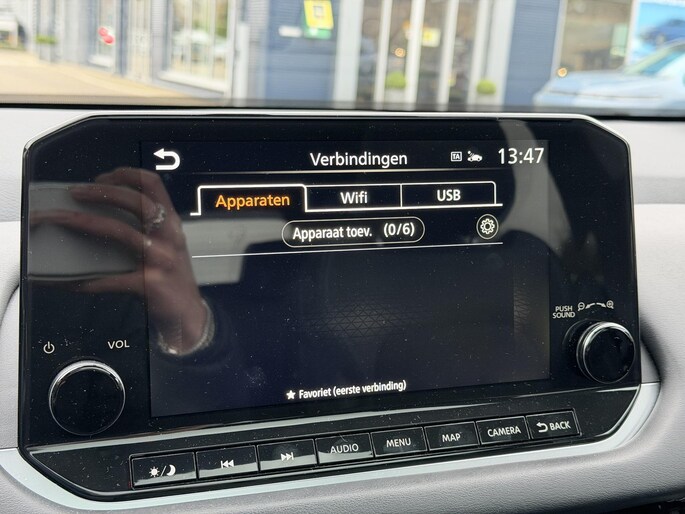 Verbindingen TA 13:47
Apparaten Wifi USB
Apparaat toev. (0/6)
PUSH
SOUND
VOL
★ Favoriet (eerste verbinding)
AUDIO MENU MAP CAMERA BACK